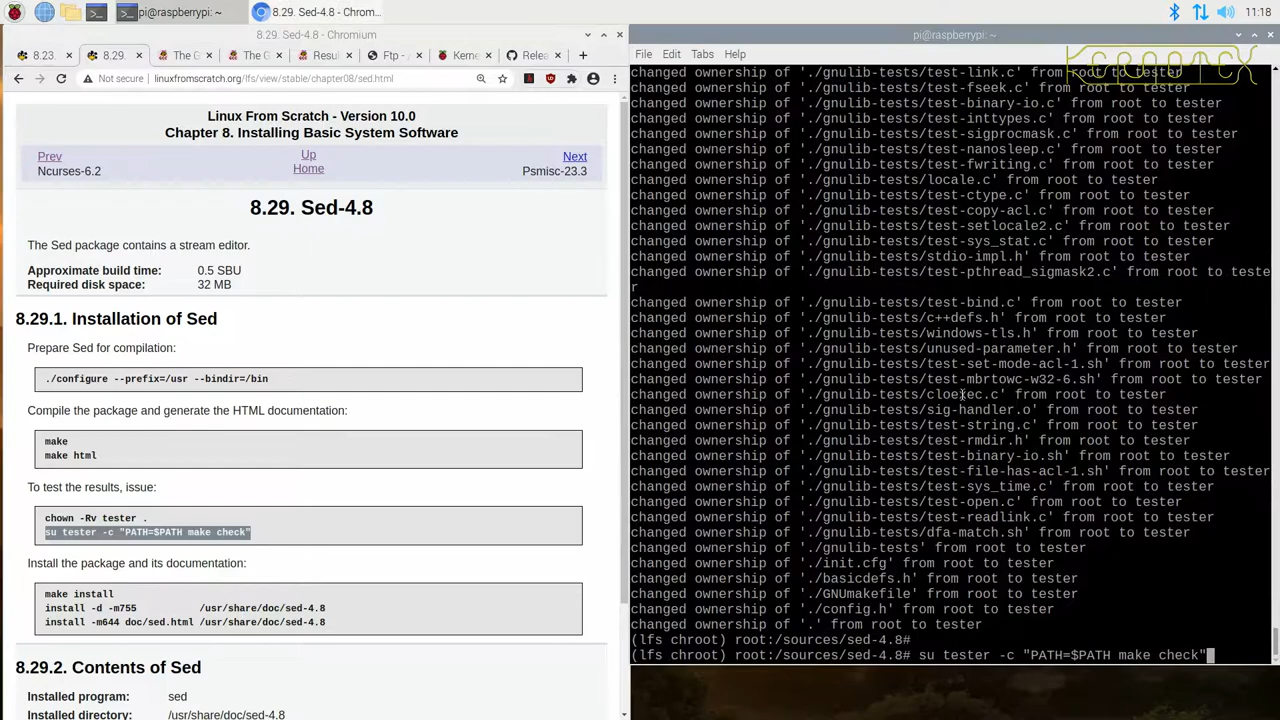 pi@raspberrypi: ~
8.29. Sed-4.8 - Chrom...
11:18
8.29. Sed-4.8 - Chromium
8.23.
8.29.
The G
The G
Resul
Ftp - 
Kerne
Relea
Not secure
linuxfromscratch.org/lfs/view/stable/chapter08/sed.html
Linux From Scratch - Version 10.0
Chapter 8. Installing Basic System Software
Prev
Up
Next
Ncurses-6.2
Home
Psmisc-23.3
8.29. Sed-4.8
The Sed package contains a stream editor.
Approximate build time: 0.5 SBU
Required disk space: 32 MB
8.29.1. Installation of Sed
Prepare Sed for compilation:
./configure --prefix=/usr --bindir=/bin
Compile the package and generate the HTML documentation:
make
make html
To test the results, issue:
chown -Rv tester .
su tester -c "PATH=$PATH make check"
Install the package and its documentation:
make install
install -d -m755 /usr/share/doc/sed-4.8
install -m644 doc/sed.html /usr/share/doc/sed-4.8
8.29.2. Contents of Sed
Installed program: sed
Installed directory: /usr/share/doc/sed-4.8
pi@raspberrypi: ~
File Edit Tabs Help
changed ownership of './gnulib-tests/test-link.c' from root to tester
changed ownership of './gnulib-tests/test-fseek.c' from root to tester
changed ownership of './gnulib-tests/test-binary-io.c' from root to tester
changed ownership of './gnulib-tests/test-inttypes.c' from root to tester
changed ownership of './gnulib-tests/test-sigprocmask.c' from root to tester
changed ownership of './gnulib-tests/test-nanosleep.c' from root to tester
changed ownership of './gnulib-tests/test-fwriting.c' from root to tester
changed ownership of './gnulib-tests/locale.c' from root to tester
changed ownership of './gnulib-tests/test-ctype.c' from root to tester
changed ownership of './gnulib-tests/test-copy-acl.c' from root to tester
changed ownership of './gnulib-tests/test-setlocale2.c' from root to tester
changed ownership of './gnulib-tests/test-sys_stat.c' from root to tester
changed ownership of './gnulib-tests/stdio-impl.h' from root to tester
changed ownership of './gnulib-tests/test-pthread_sigmask2.c' from root to teste
r
changed ownership of './gnulib-tests/test-bind.c' from root to tester
changed ownership of './gnulib-tests/c++defs.h' from root to tester
changed ownership of './gnulib-tests/windows-tls.h' from root to tester
changed ownership of './gnulib-tests/unused-parameter.h' from root to tester
changed ownership of './gnulib-tests/test-set-mode-acl-1.sh' from root to tester
changed ownership of './gnulib-tests/test-mbrtowc-w32-6.sh' from root to tester
changed ownership of './gnulib-tests/cloexec.c' from root to tester
changed ownership of './gnulib-tests/sig-handler.o' from root to tester
changed ownership of './gnulib-tests/test-string.c' from root to tester
changed ownership of './gnulib-tests/test-rmdir.h' from root to tester
changed ownership of './gnulib-tests/test-binary-io.sh' from root to tester
changed ownership of './gnulib-tests/test-file-has-acl-1.sh' from root to tester
changed ownership of './gnulib-tests/test-sys_time.c' from root to tester
changed ownership of './gnulib-tests/test-open.c' from root to tester
changed ownership of './gnulib-tests/test-readlink.c' from root to tester
changed ownership of './gnulib-tests/dfa-match.sh' from root to tester
changed ownership of './gnulib-tests' from root to tester
changed ownership of './init.cfg' from root to tester
changed ownership of './basicdefs.h' from root to tester
changed ownership of './GNUmakefile' from root to tester
changed ownership of './config.h' from root to tester
changed ownership of '.' from root to tester
(lfs chroot) root:/sources/sed-4.8#
(lfs chroot) root:/sources/sed-4.8# su tester -c "PATH=$PATH make check"